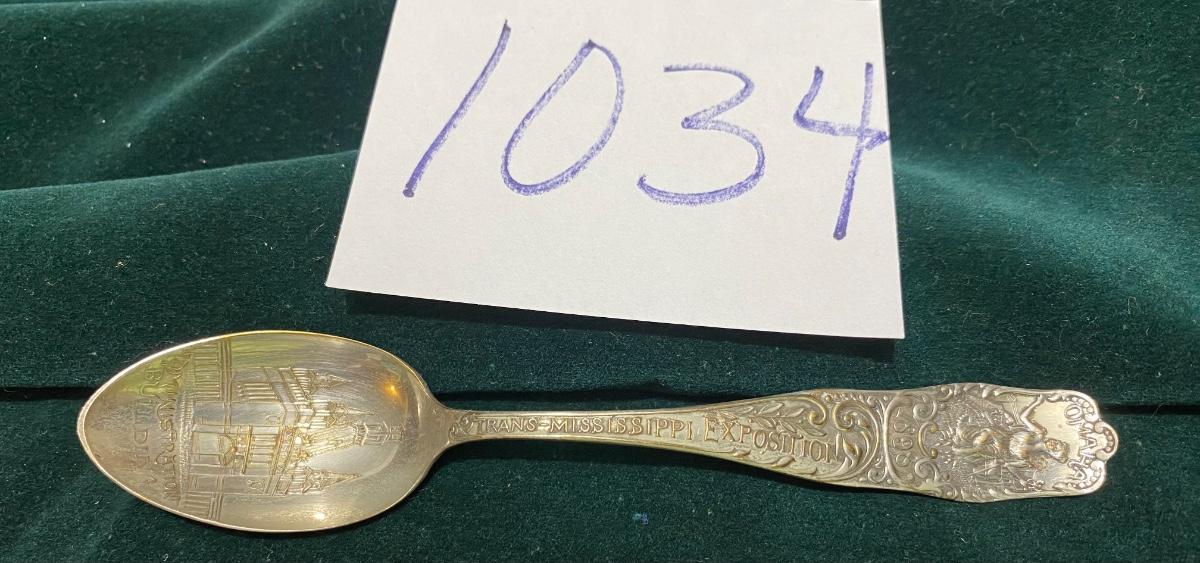 1034
TRANS-MISSISSIPPI EXPOSITION
1898
OMAHA